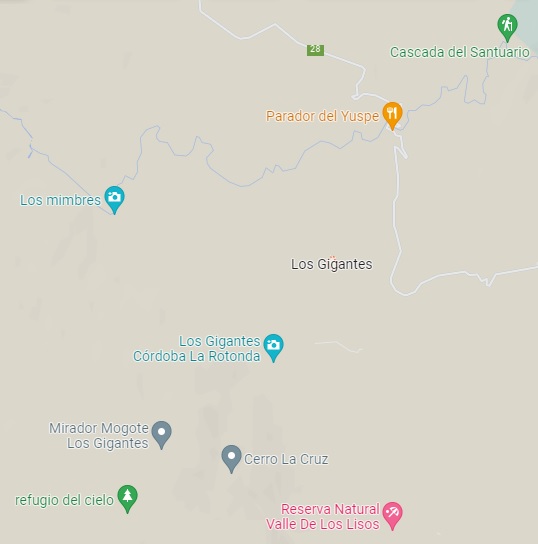 28
Cascada del Santuario
Parador del Yuspe
Los mimbres
Los Gigantes
Los Gigantes
Córdoba La Rotonda
Mirador Mogote
Los Gigantes
Cerro La Cruz
refugio del cielo
Reserva Natural
Valle De Los Lisos